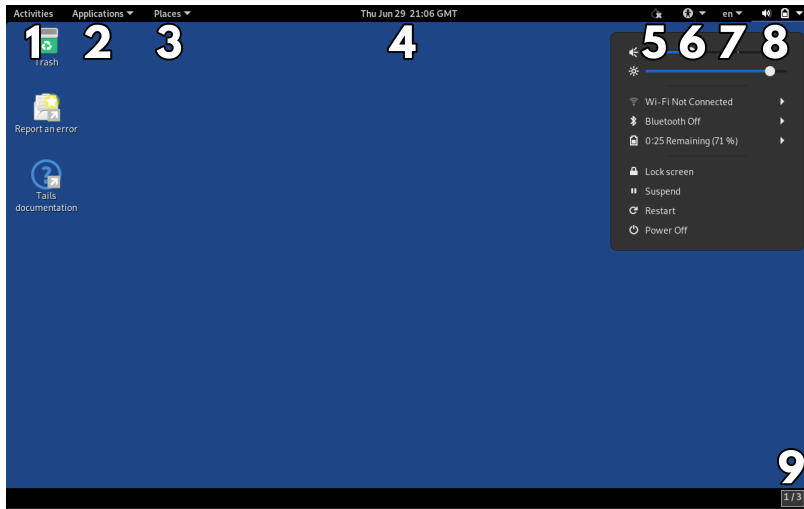 Activities Applications Places Thu Jun 29 21:06 GMT en
1 2 3 4 5 6 7 8
Trash
Report an error
Tails
documentation
Wi-Fi Not Connected
Bluetooth Off
0:25 Remaining (71 %)
Lock screen
Suspend
Restart
Power Off
9
1 / 3